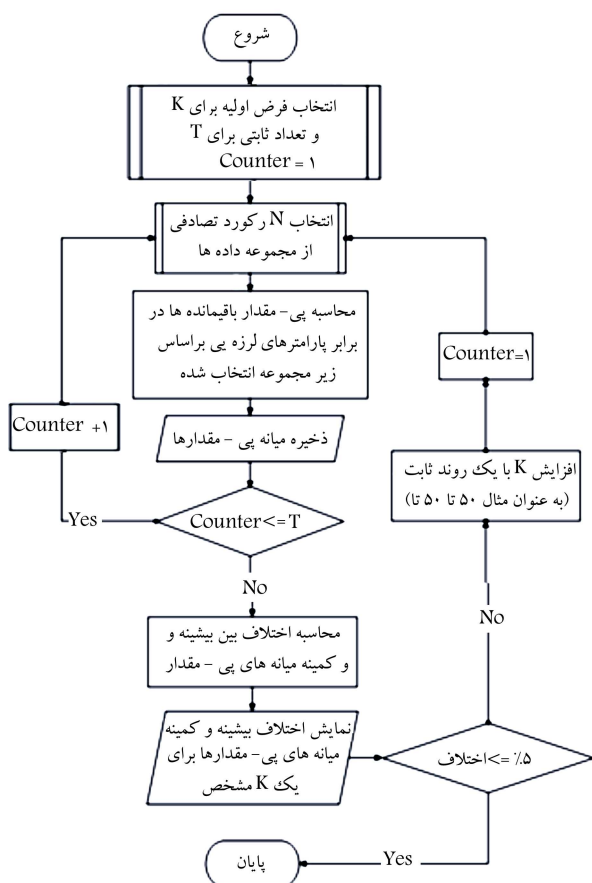 شروع
انتخاب فرض اولیه برای K
و تعداد ثابتی برای T
Counter = ۱
انتخاب N رکورد تصادفی
از مجموعه داده ها
محاسبه پی- مقدار باقیمانده ها در
برابر پارامترهای لرزه یی براساس
زیر مجموعه انتخاب شده
Counter=۱
Counter +۱
ذخیره میانه پی - مقدارها
افزایش K با یک روند ثابت
(به عنوان مثال ۵۰ تا ۵۰ تا)
Yes
Counter<=T
No
No
محاسبه اختلاف بین بیشینه و
و کمینه میانه های پی - مقدار
نمایش اختلاف بیشینه و کمینه
میانه های پی- مقدارها برای
یک K مشخص
اختلاف<= ۵٪
Yes
پایان